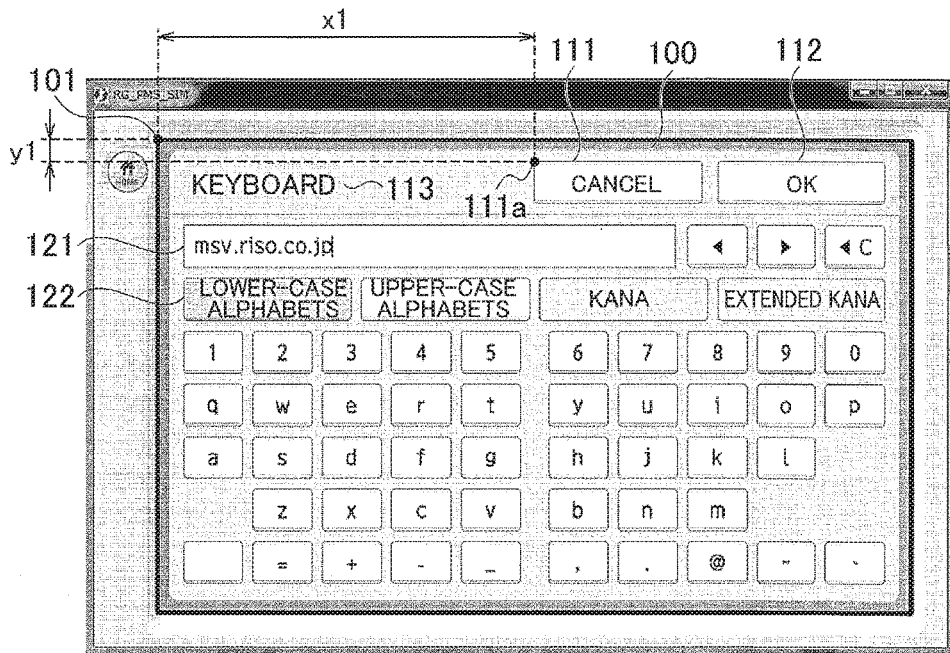 x1
111
100
112
101
RG_FMS_SIM
y1
KEYBOARD
113
111a
CANCEL
OK
121
msv.riso.co.jp
C
122
LOWER-CASE
ALPHABETS
UPPER-CASE
ALPHABETS
KANA
EXTENDED KANA
1 2 3 4 5 6 7 8 9 0
q w e r t y u i o p
a s d f g h j k l
z x c v b n m
= + - _ , . @ ~